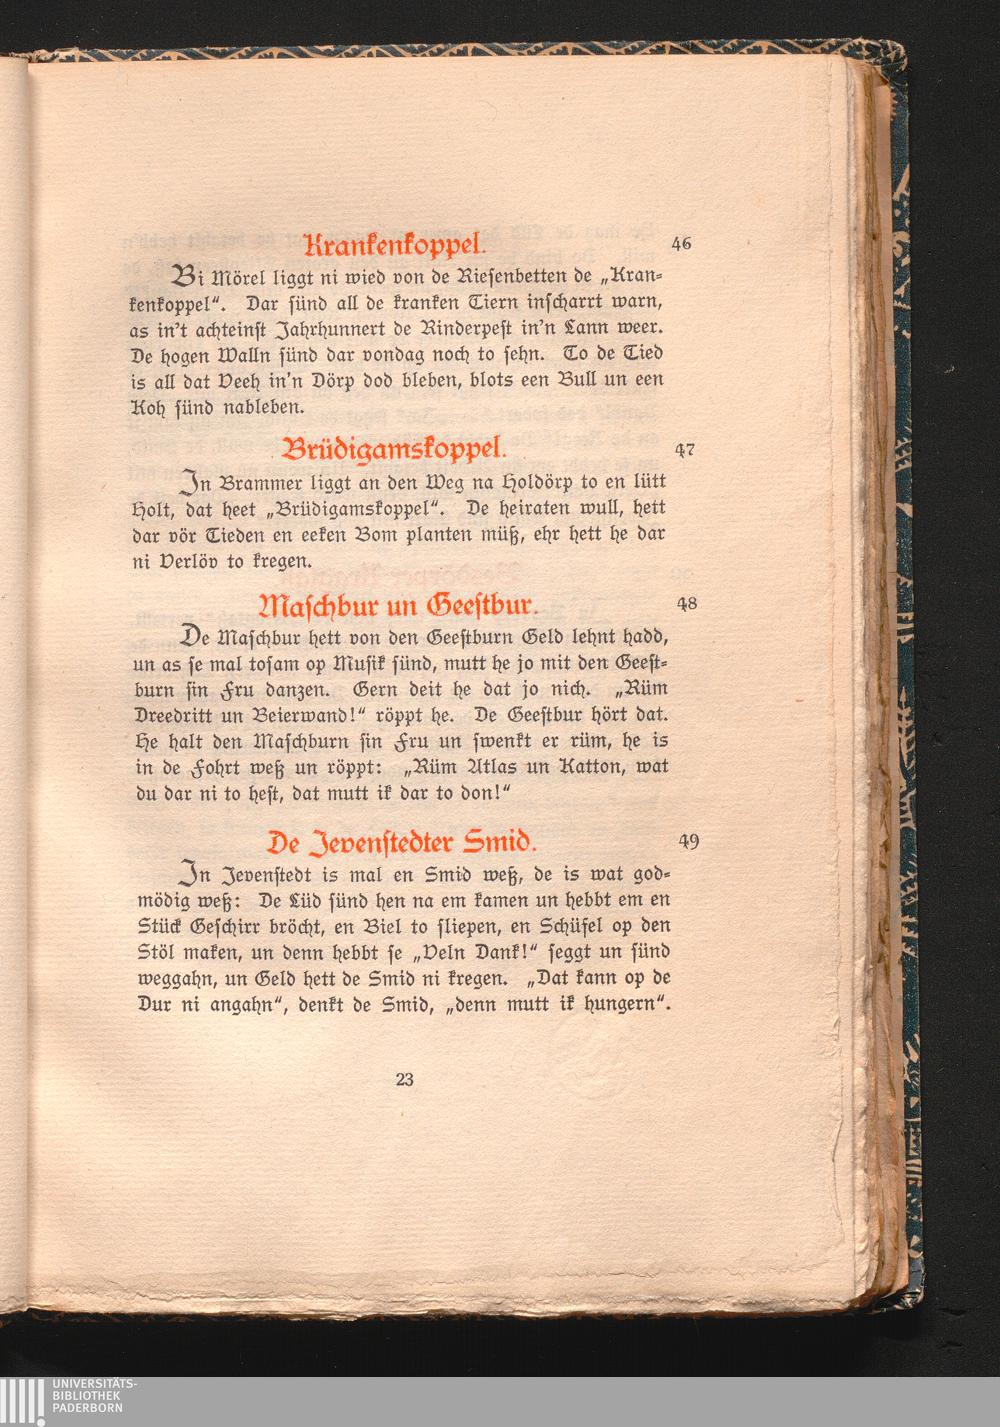 Krankenkoppel. 46
Bi Mörel liggt ni wied von de Riesenbetten de „Kran-
kenkoppel“. Dar sünd all de kranken Tiern inscharrt warn,
as in't achteinst Jahrhunnert de Rinderpest in'n Lann weer.
De hogen Walln sünd dar vondag noch to sehn. To de Tied
is all dat Veeh in'n Dörp dod bleben, blots een Bull un een
Koh sünd nableben.
Brüdigamskoppel. 47
In Brammer liggt an den Weg na Holdörp to en lütt
Holt, dat heet „Brüdigamskoppel“. De heiraten wull, hett
dar vör Tieden en eeken Bom planten müß, ehr hett he dar
ni Verlöv to kregen.
Maschbur un Geestbur. 48
De Maschbur hett von den Geestburn Geld lehnt hadd,
un as se mal tosam op Musik sünd, mutt he jo mit den Geest-
burn sin Fru danzen. Gern deit he dat jo nich. „Rüm
Dreedritt un Beierwand!“ röppt he. De Geestbur hört dat.
He halt den Maschburn sin Fru un swenkt er rüm, he is
in de Fohrt weß un röppt: „Rüm Atlas un Katton, wat
du dar ni to hest, dat mutt ik dar to don!“
De Jevenstedter Smid. 49
In Jevenstedt is mal en Smid weß, de is wat god-
mödig weß: De Lüd sünd hen na em kamen un hebbt em en
Stück Geschirr bröcht, en Biel to sliepen, en Schüfel op den
Stöl maken, un denn hebbt se „Veln Dank!“ seggt un sünd
weggahn, un Geld hett de Smid ni kregen. „Dat kann op de
Dur ni angahn“, denkt de Smid, „denn mutt ik hungern“.
23
UNIVERSITÄTS-
BIBLIOTHEK
PADERBORN